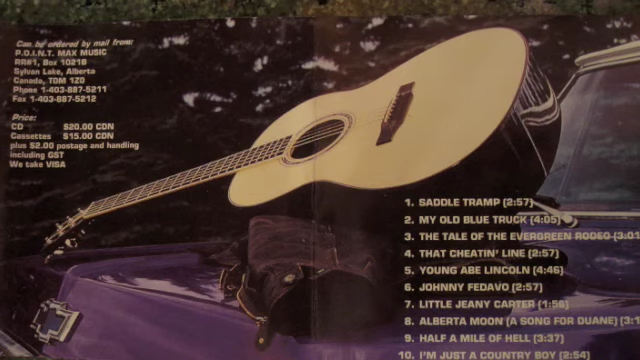 Can be ordered by mail from:
P.O.I.N.T. MAX MUSIC
RR#1, Box 10218
Sylvan Lake, Alberta
Canada, T0M 1Z0
Phone 1-403-887-5211
Fax 1-403-887-5212
Price:
CD $20.00 CDN
Cassettes $15.00 CDN
plus $2.00 postage and handling
including GST
We take VISA
1. SADDLE TRAMP (2:57)
2. MY OLD BLUE TRUCK (4:05)
3. THE TALE OF THE EVERGREEN RODEO (3:01
4. THAT CHEATIN' LINE (2:57)
5. YOUNG ABE LINCOLN (4:46)
6. JOHNNY FEDAVO (2:57)
7. LITTLE JEANY CARTER (1:56)
8. ALBERTA MOON (A SONG FOR DUANE) (3:1
9. HALF A MILE OF HELL (3:37)
10. I'M JUST A COUNTRY BOY (2:54)